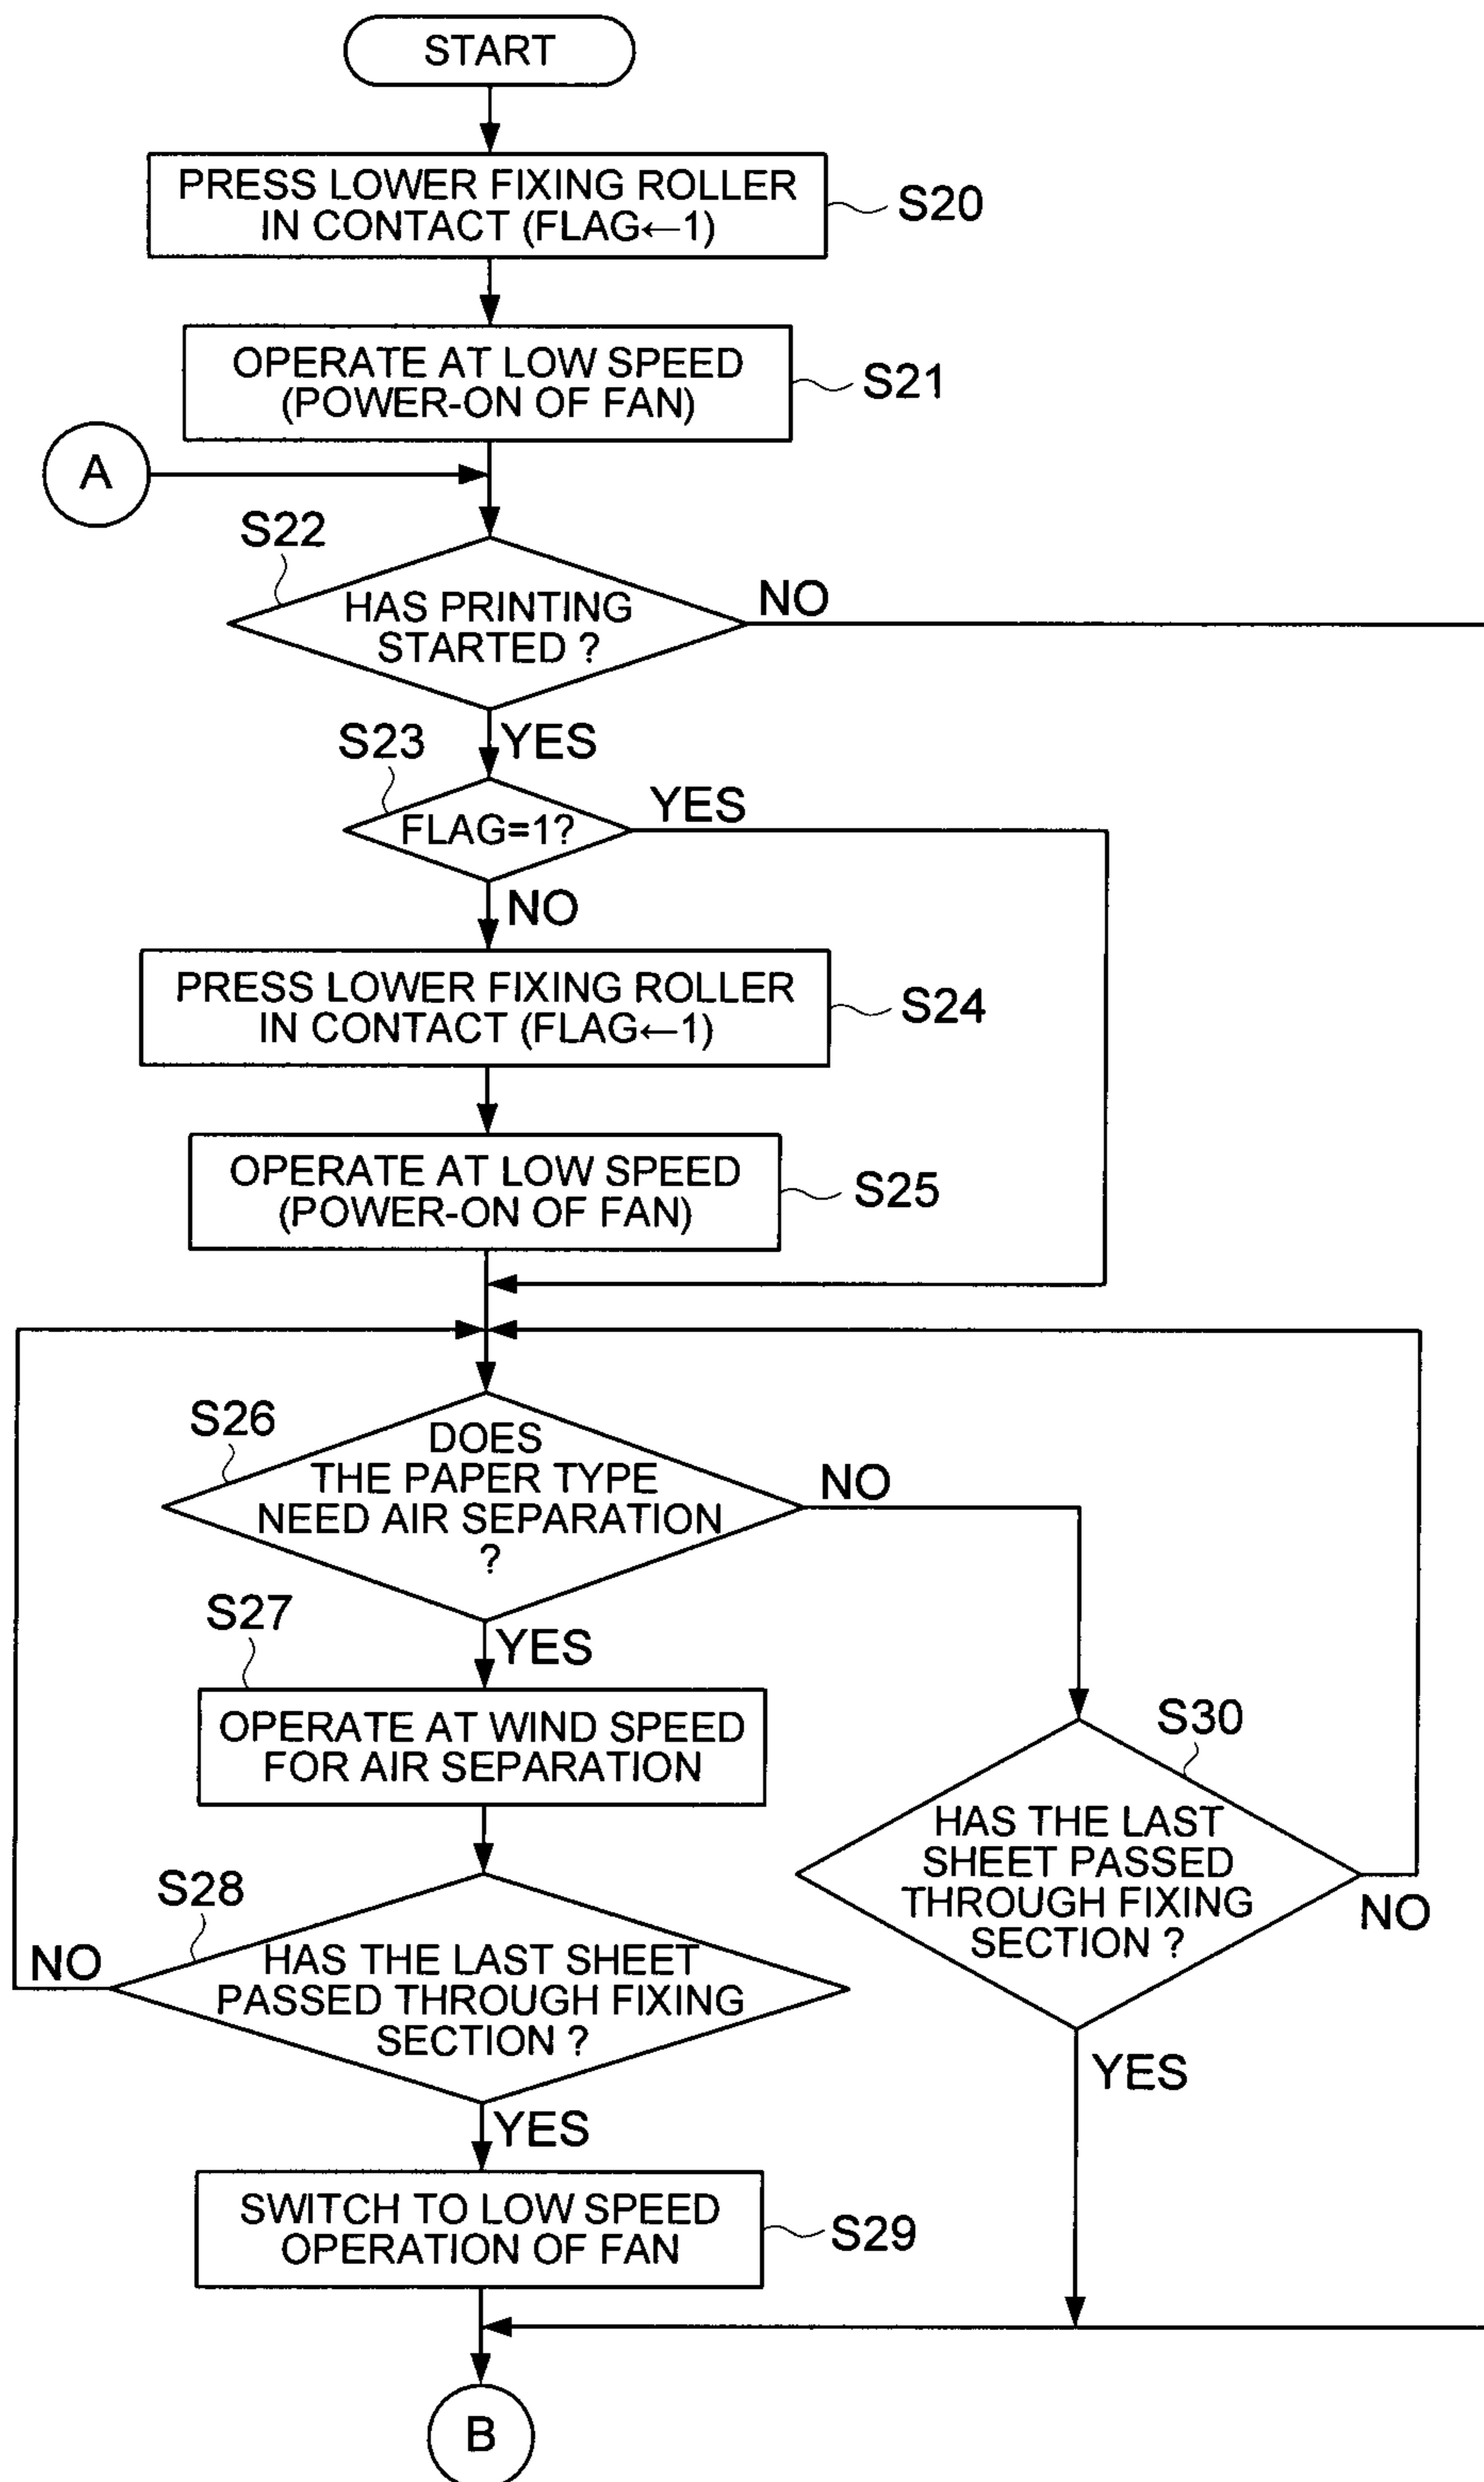 START
PRESS LOWER FIXING ROLLER
IN CONTACT (FLAG←1)
S20
OPERATE AT LOW SPEED
(POWER-ON OF FAN)
S21
A
S22
HAS PRINTING
STARTED ?
NO
YES
S23
FLAG=1?
YES
NO
PRESS LOWER FIXING ROLLER
IN CONTACT (FLAG←1)
S24
OPERATE AT LOW SPEED
(POWER-ON OF FAN)
S25
S26
DOES
THE PAPER TYPE
NEED AIR SEPARATION
?
NO
YES
S27
OPERATE AT WIND SPEED
FOR AIR SEPARATION
S30
HAS THE LAST
SHEET PASSED
THROUGH FIXING
SECTION ?
NO
YES
S28
HAS THE LAST SHEET
PASSED THROUGH FIXING
SECTION ?
NO
YES
SWITCH TO LOW SPEED
OPERATION OF FAN
S29
B